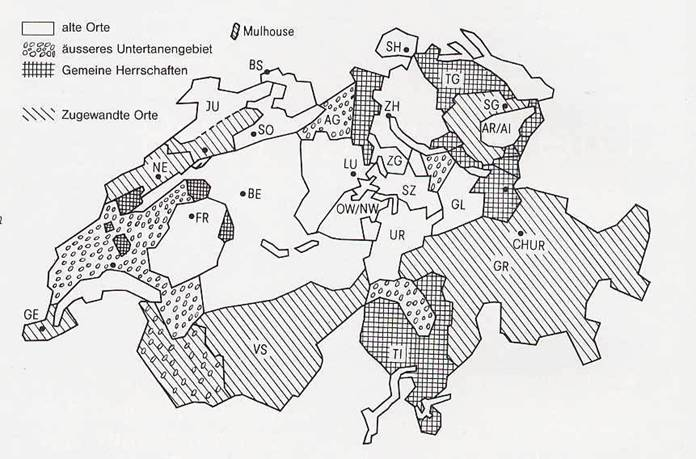 alte Orte
äusseres Untertanengebiet
Gemeine Herrschaften
Zugewandte Orte
Mulhouse
SH
BS
TG
JU
ZH
SG
AG
SO
AR/AI
LU
ZG
NE
BE
SZ
OW/NW
GL
FR
UR
CHUR
GR
GE
VS
TI